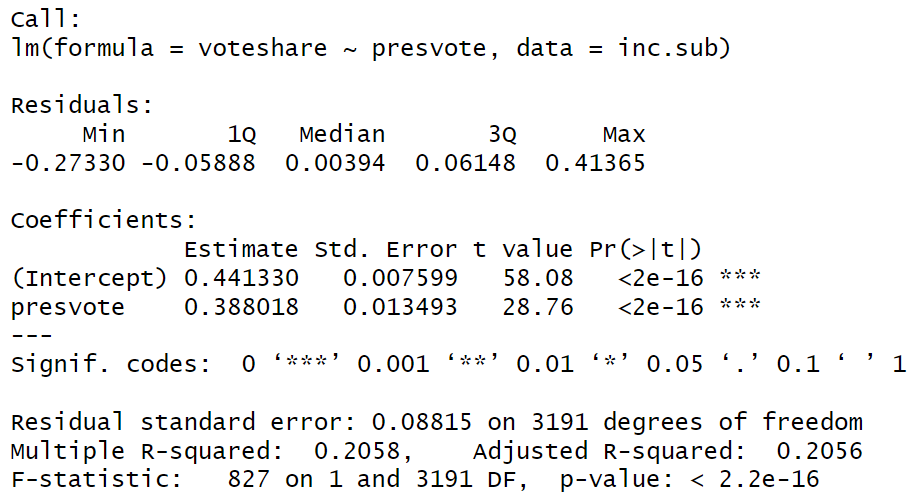 Call:
lm(formula = voteshare ~ presvote, data = inc.sub)
Residuals:
     Min       1Q   Median       3Q      Max
-0.27330 -0.05888  0.00394  0.06148  0.41365
Coefficients:
            Estimate Std. Error t value Pr(>|t|)
(Intercept) 0.441330   0.007599   58.08   <2e-16 ***
presvote    0.388018   0.013493   28.76   <2e-16 ***
---
Signif. codes:  0 ‘***’ 0.001 ‘**’ 0.01 ‘*’ 0.05 ‘.’ 0.1 ‘ ’ 1
Residual standard error: 0.08815 on 3191 degrees of freedom
Multiple R-squared:  0.2058,    Adjusted R-squared:  0.2056
F-statistic:   827 on 1 and 3191 DF,  p-value: < 2.2e-16